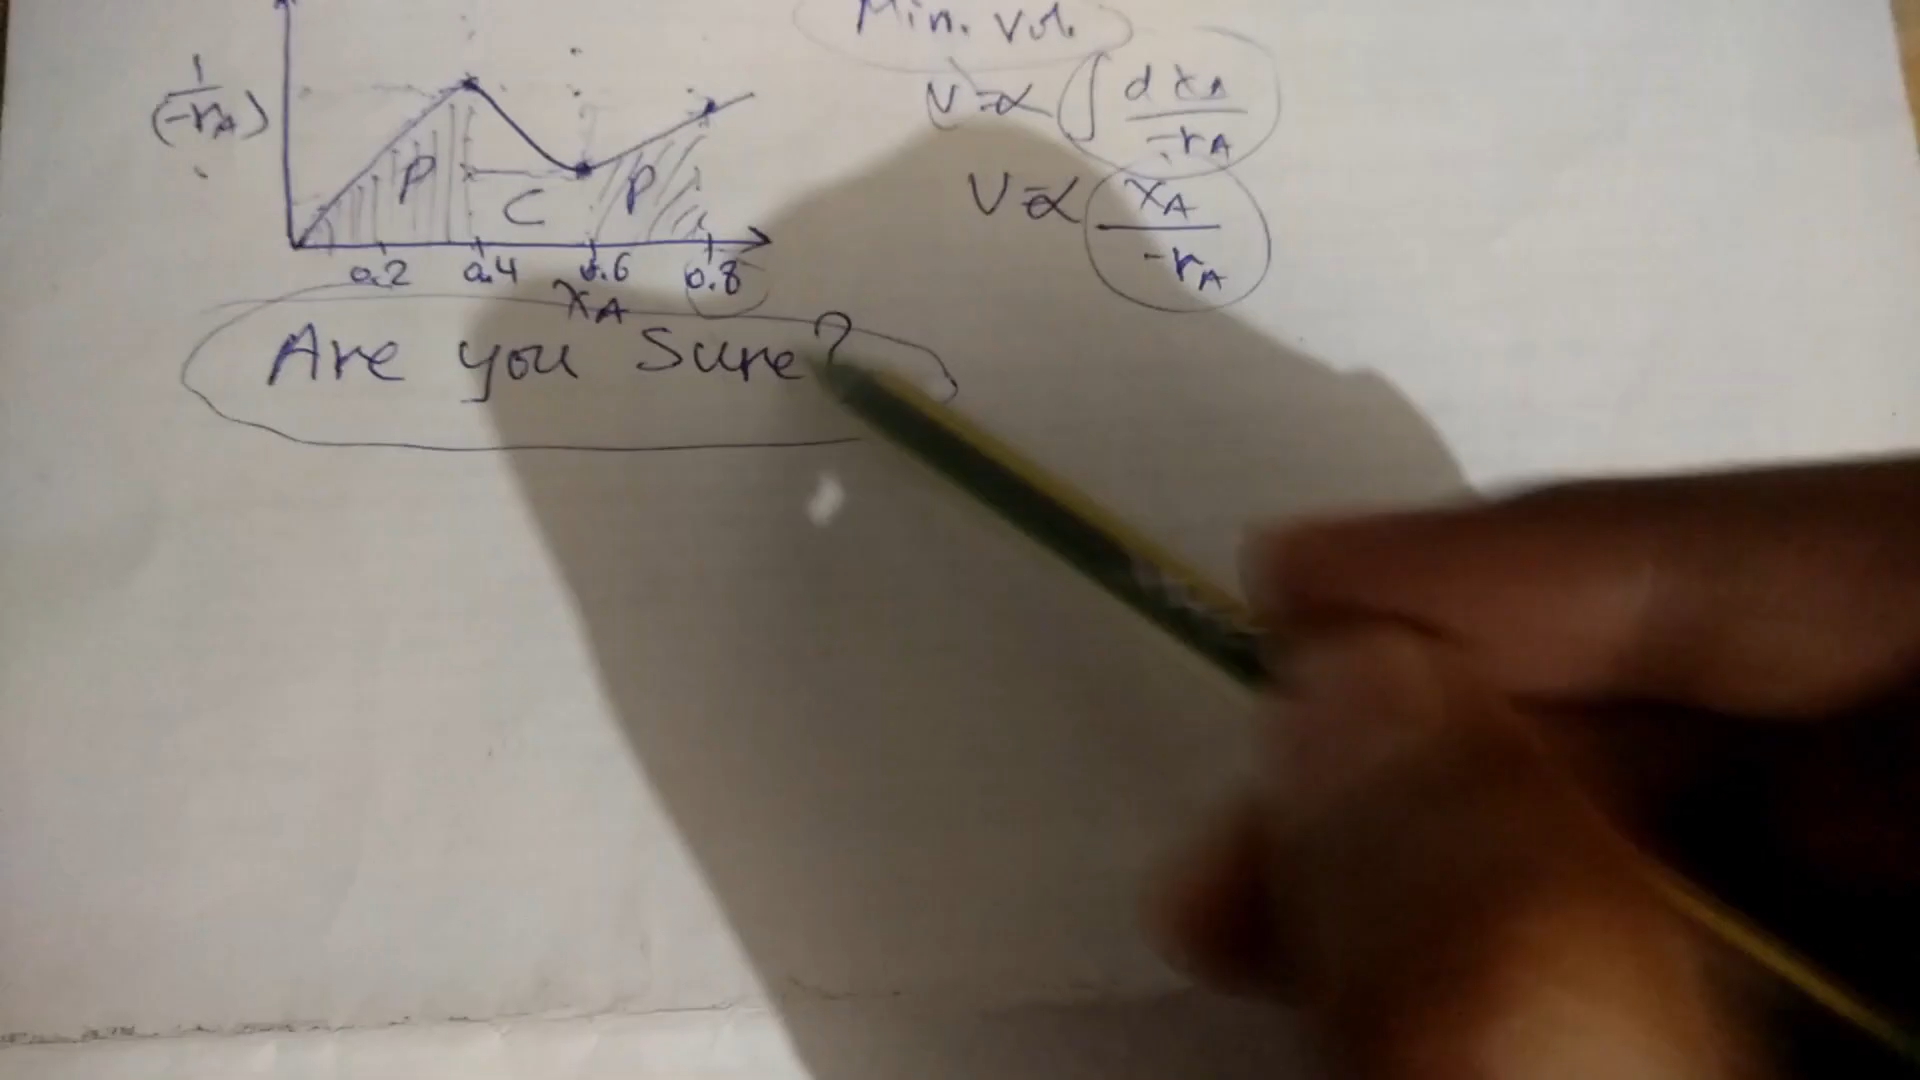 Min. Vol.
1
(-rA)
V ∝ ∫ dxA
-rA
V ∝ xA
-rA
P C P
0.2 0.4 0.6 0.8
xA
Are you Sure?